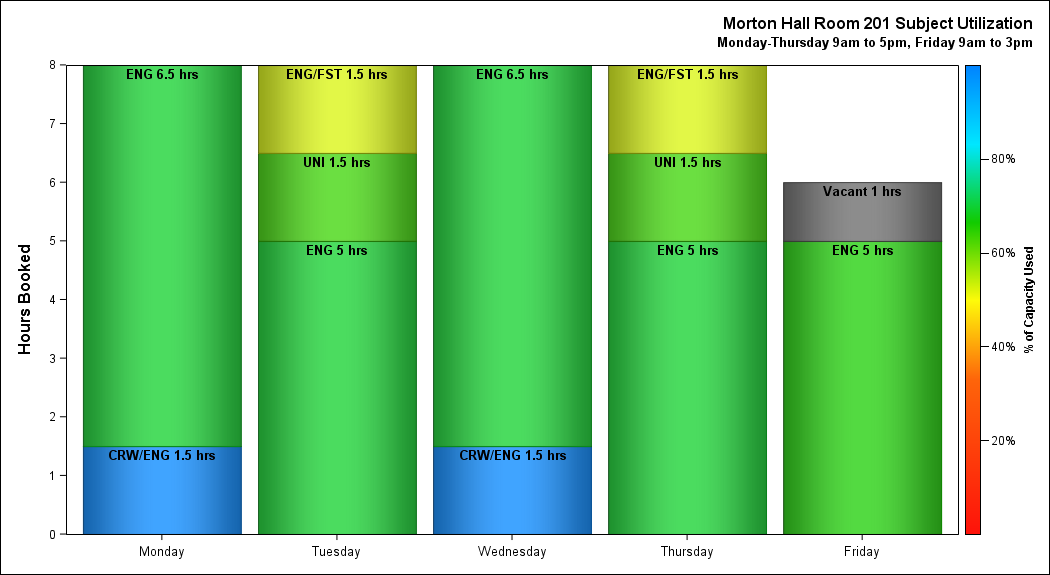 Morton Hall Room 201 Subject Utilization
Monday-Thursday 9am to 5pm, Friday 9am to 3pm
Hours Booked
8
7
6
5
4
3
2
1
0
ENG 6.5 hrs
CRW/ENG 1.5 hrs
ENG/FST 1.5 hrs
UNI 1.5 hrs
ENG 5 hrs
ENG 6.5 hrs
CRW/ENG 1.5 hrs
ENG/FST 1.5 hrs
UNI 1.5 hrs
ENG 5 hrs
Vacant 1 hrs
ENG 5 hrs
Monday
Tuesday
Wednesday
Thursday
Friday
80%
60%
40%
20%
% of Capacity Used